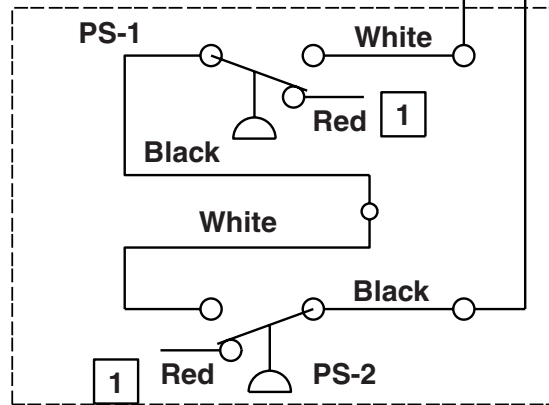 PS-1
White
Red 1
Black
White
Black
1 Red PS-2